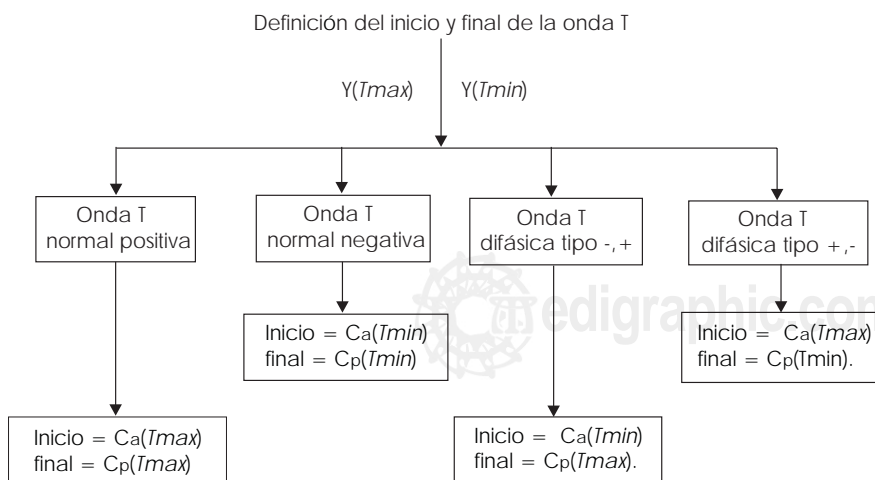 Definición del inicio y final de la onda T
Y(Tmax) Y(Tmin)
Onda T
normal positiva
Onda T
normal negativa
Onda T
difásica tipo -,+
Onda T
difásica tipo +,-
Inicio = Ca(Tmin)
final = Cp(Tmin)
Inicio = Ca(Tmax)
final = Cp(Tmin).
Inicio = Ca(Tmax)
final = Cp(Tmax)
Inicio = Ca(Tmin)
final = Cp(Tmax).
edigraphic.com